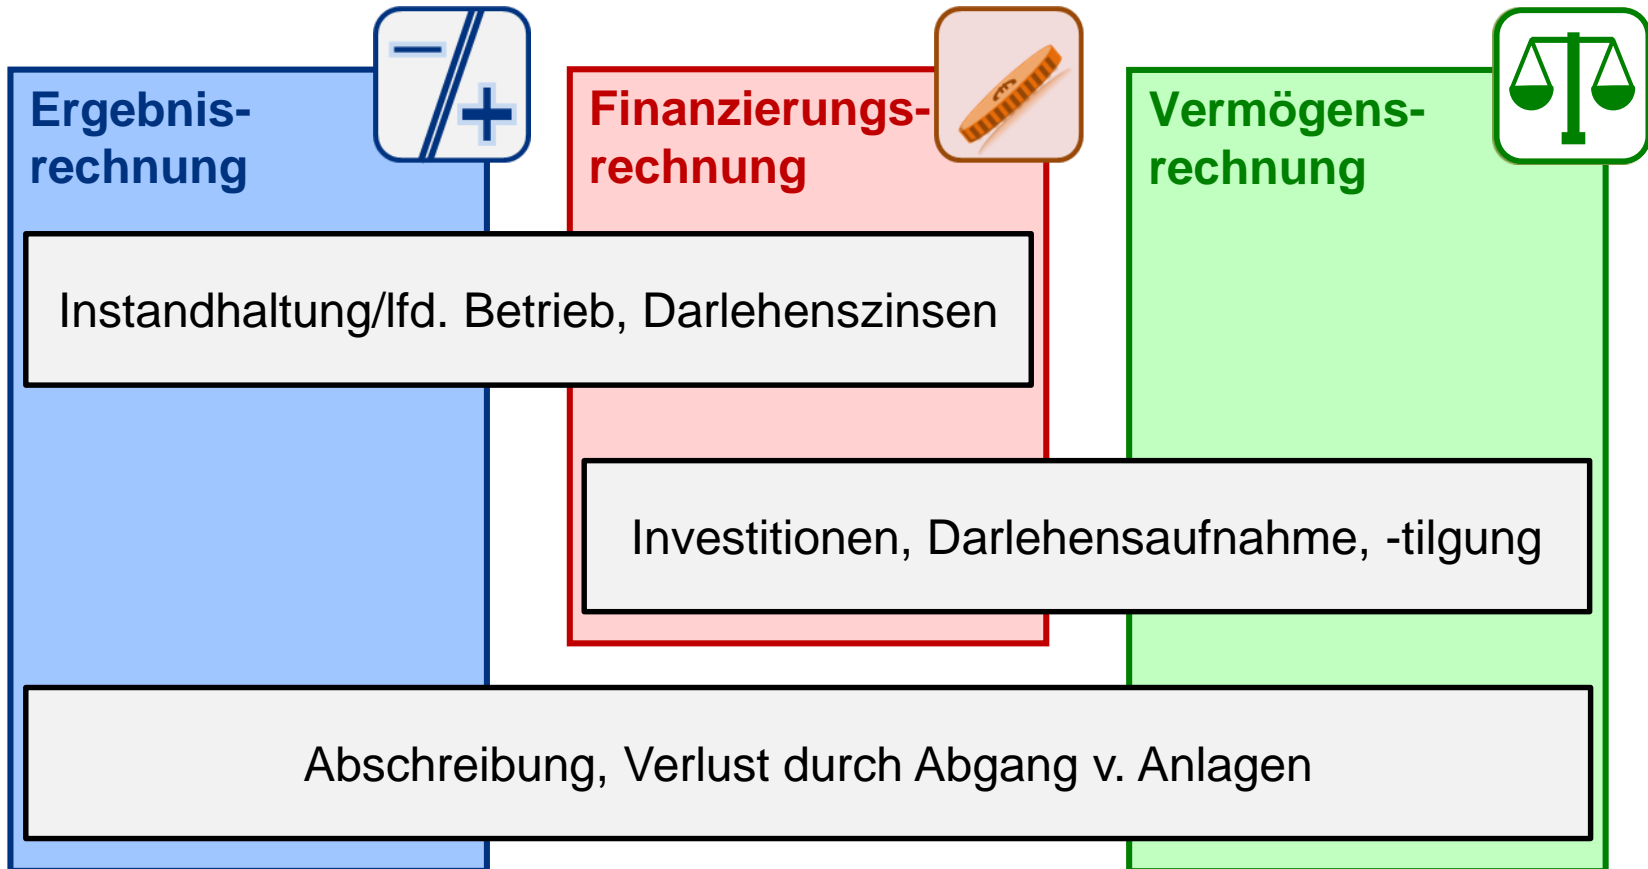 Ergebnis-
rechnung
Finanzierungs-
rechnung
Vermögens-
rechnung
Instandhaltung/lfd. Betrieb, Darlehenszinsen
Investitionen, Darlehensaufnahme, -tilgung
Abschreibung, Verlust durch Abgang v. Anlagen